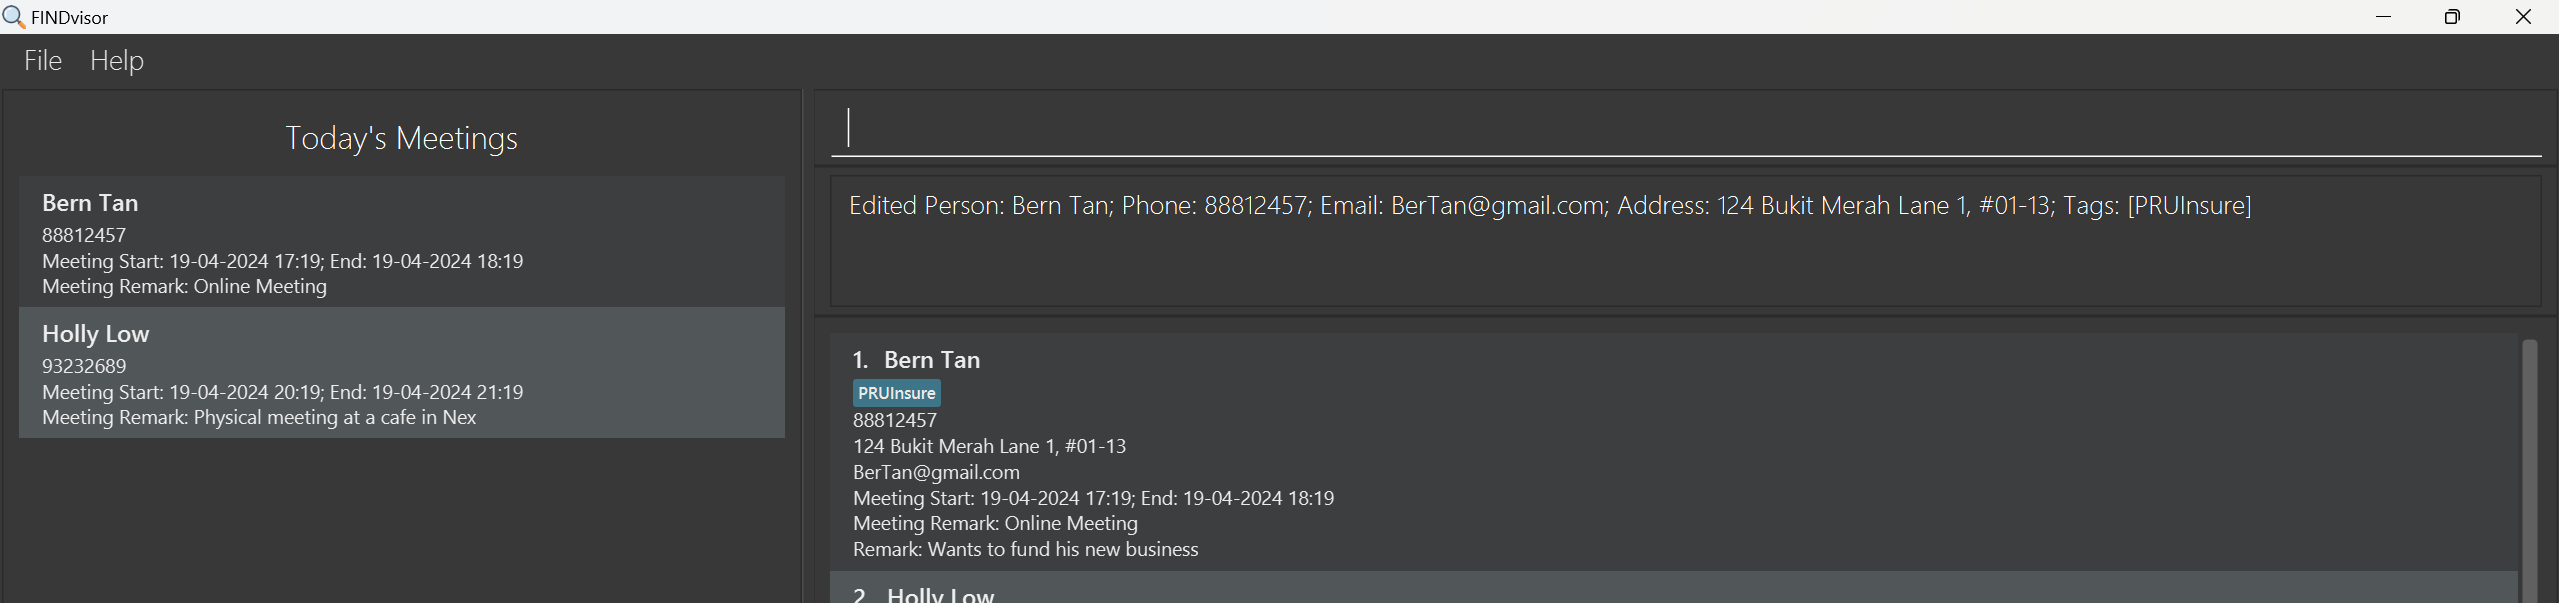 FINDvisor
File Help
Today's Meetings
Bern Tan
88812457
Meeting Start: 19-04-2024 17:19; End: 19-04-2024 18:19
Meeting Remark: Online Meeting
Holly Low
93232689
Meeting Start: 19-04-2024 20:19; End: 19-04-2024 21:19
Meeting Remark: Physical meeting at a cafe in Nex
Edited Person: Bern Tan; Phone: 88812457; Email: BerTan@gmail.com; Address: 124 Bukit Merah Lane 1, #01-13; Tags: [PRUInsure]
1. Bern Tan
PRUInsure
88812457
124 Bukit Merah Lane 1, #01-13
BerTan@gmail.com
Meeting Start: 19-04-2024 17:19; End: 19-04-2024 18:19
Meeting Remark: Online Meeting
Remark: Wants to fund his new business
2. Holly Low